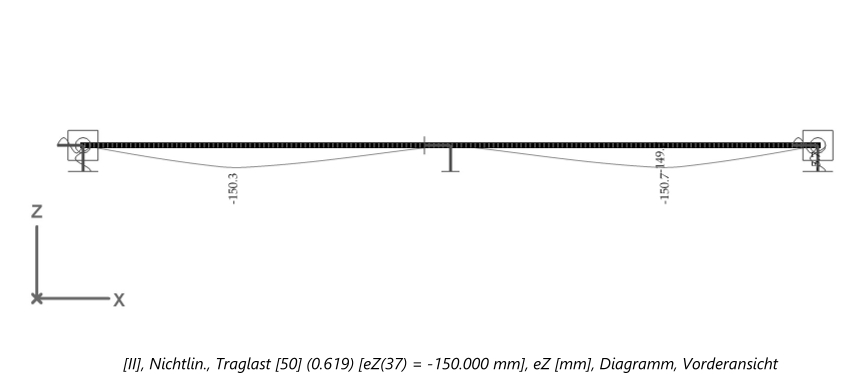 -150.3
-150.7
149.
Z
X
[II], Nichtlin., Traglast [50] (0.619) [eZ(37) = -150.000 mm], eZ [mm], Diagramm, Vorderansicht